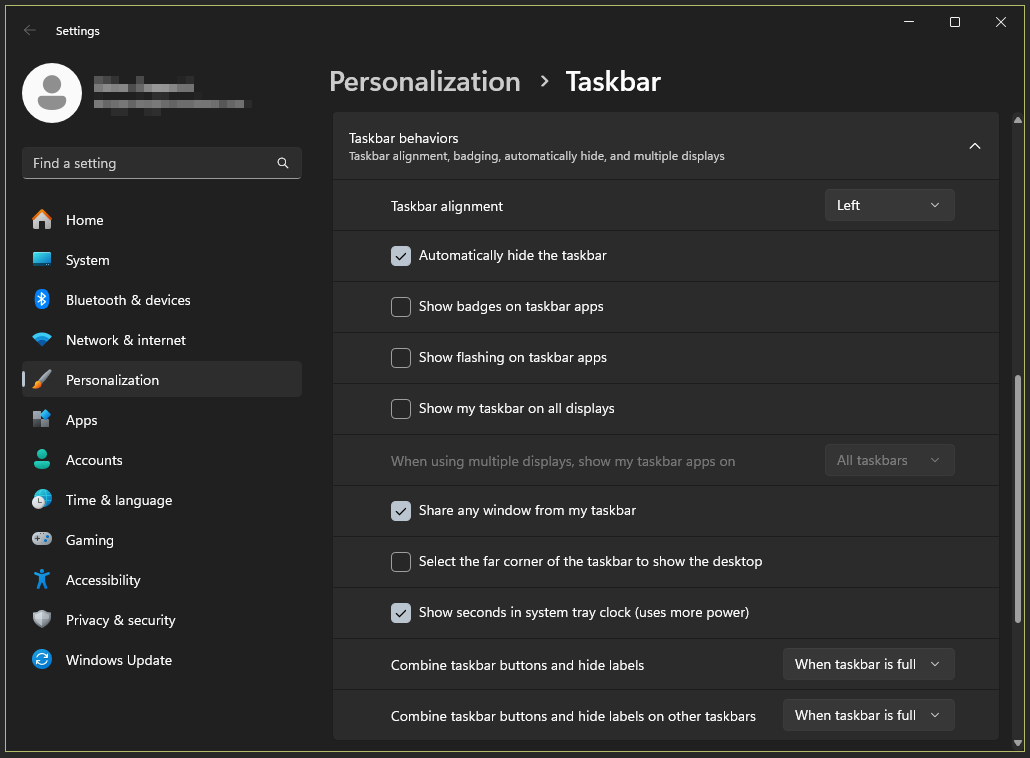 Settings
Personalization > Taskbar
Find a setting
Home
System
Bluetooth & devices
Network & internet
Personalization
Apps
Accounts
Time & language
Gaming
Accessibility
Privacy & security
Windows Update
Taskbar behaviors
Taskbar alignment, badging, automatically hide, and multiple displays
Taskbar alignment Left
Automatically hide the taskbar
Show badges on taskbar apps
Show flashing on taskbar apps
Show my taskbar on all displays
When using multiple displays, show my taskbar apps on All taskbars
Share any window from my taskbar
Select the far corner of the taskbar to show the desktop
Show seconds in system tray clock (uses more power)
Combine taskbar buttons and hide labels When taskbar is full
Combine taskbar buttons and hide labels on other taskbars When taskbar is full